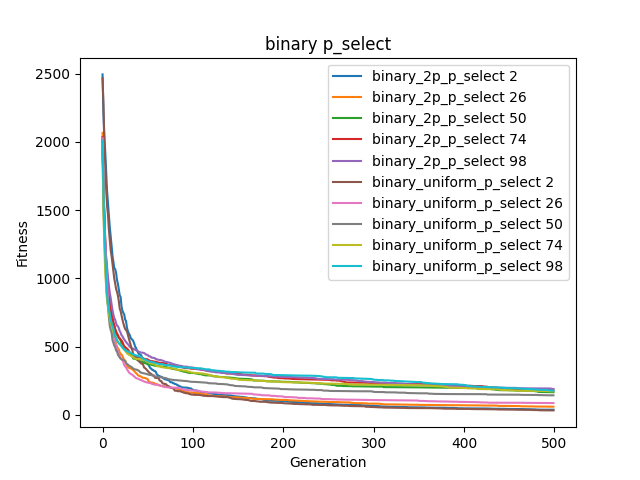 binary p_select
2500
2000
1500
1000
500
0
Fitness
binary_2p_p_select 2
binary_2p_p_select 26
binary_2p_p_select 50
binary_2p_p_select 74
binary_2p_p_select 98
binary_uniform_p_select 2
binary_uniform_p_select 26
binary_uniform_p_select 50
binary_uniform_p_select 74
binary_uniform_p_select 98
0 100 200 300 400 500
Generation